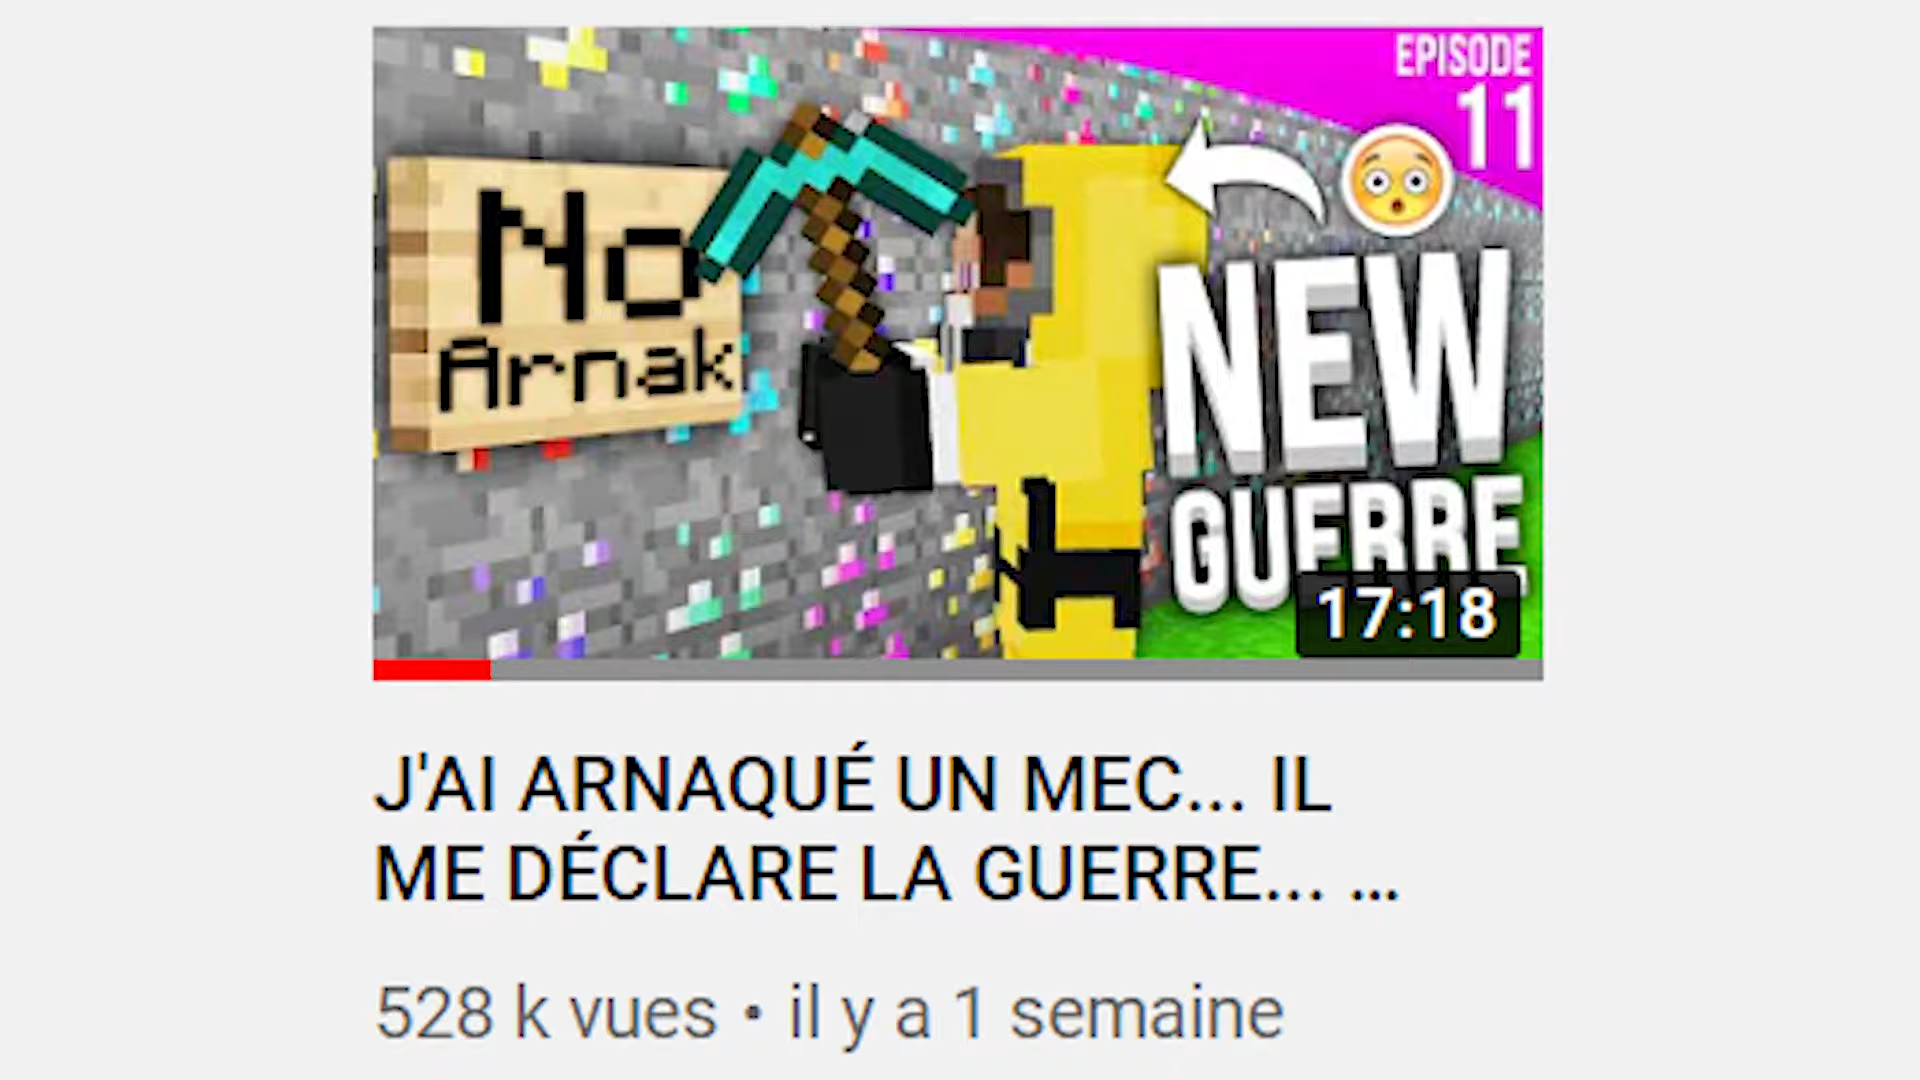 EPISODE
11
No
Arnak
NEW
GUERRE
17:18
J'AI ARNAQUÉ UN MEC... IL
ME DÉCLARE LA GUERRE... ...
528 k vues • il y a 1 semaine